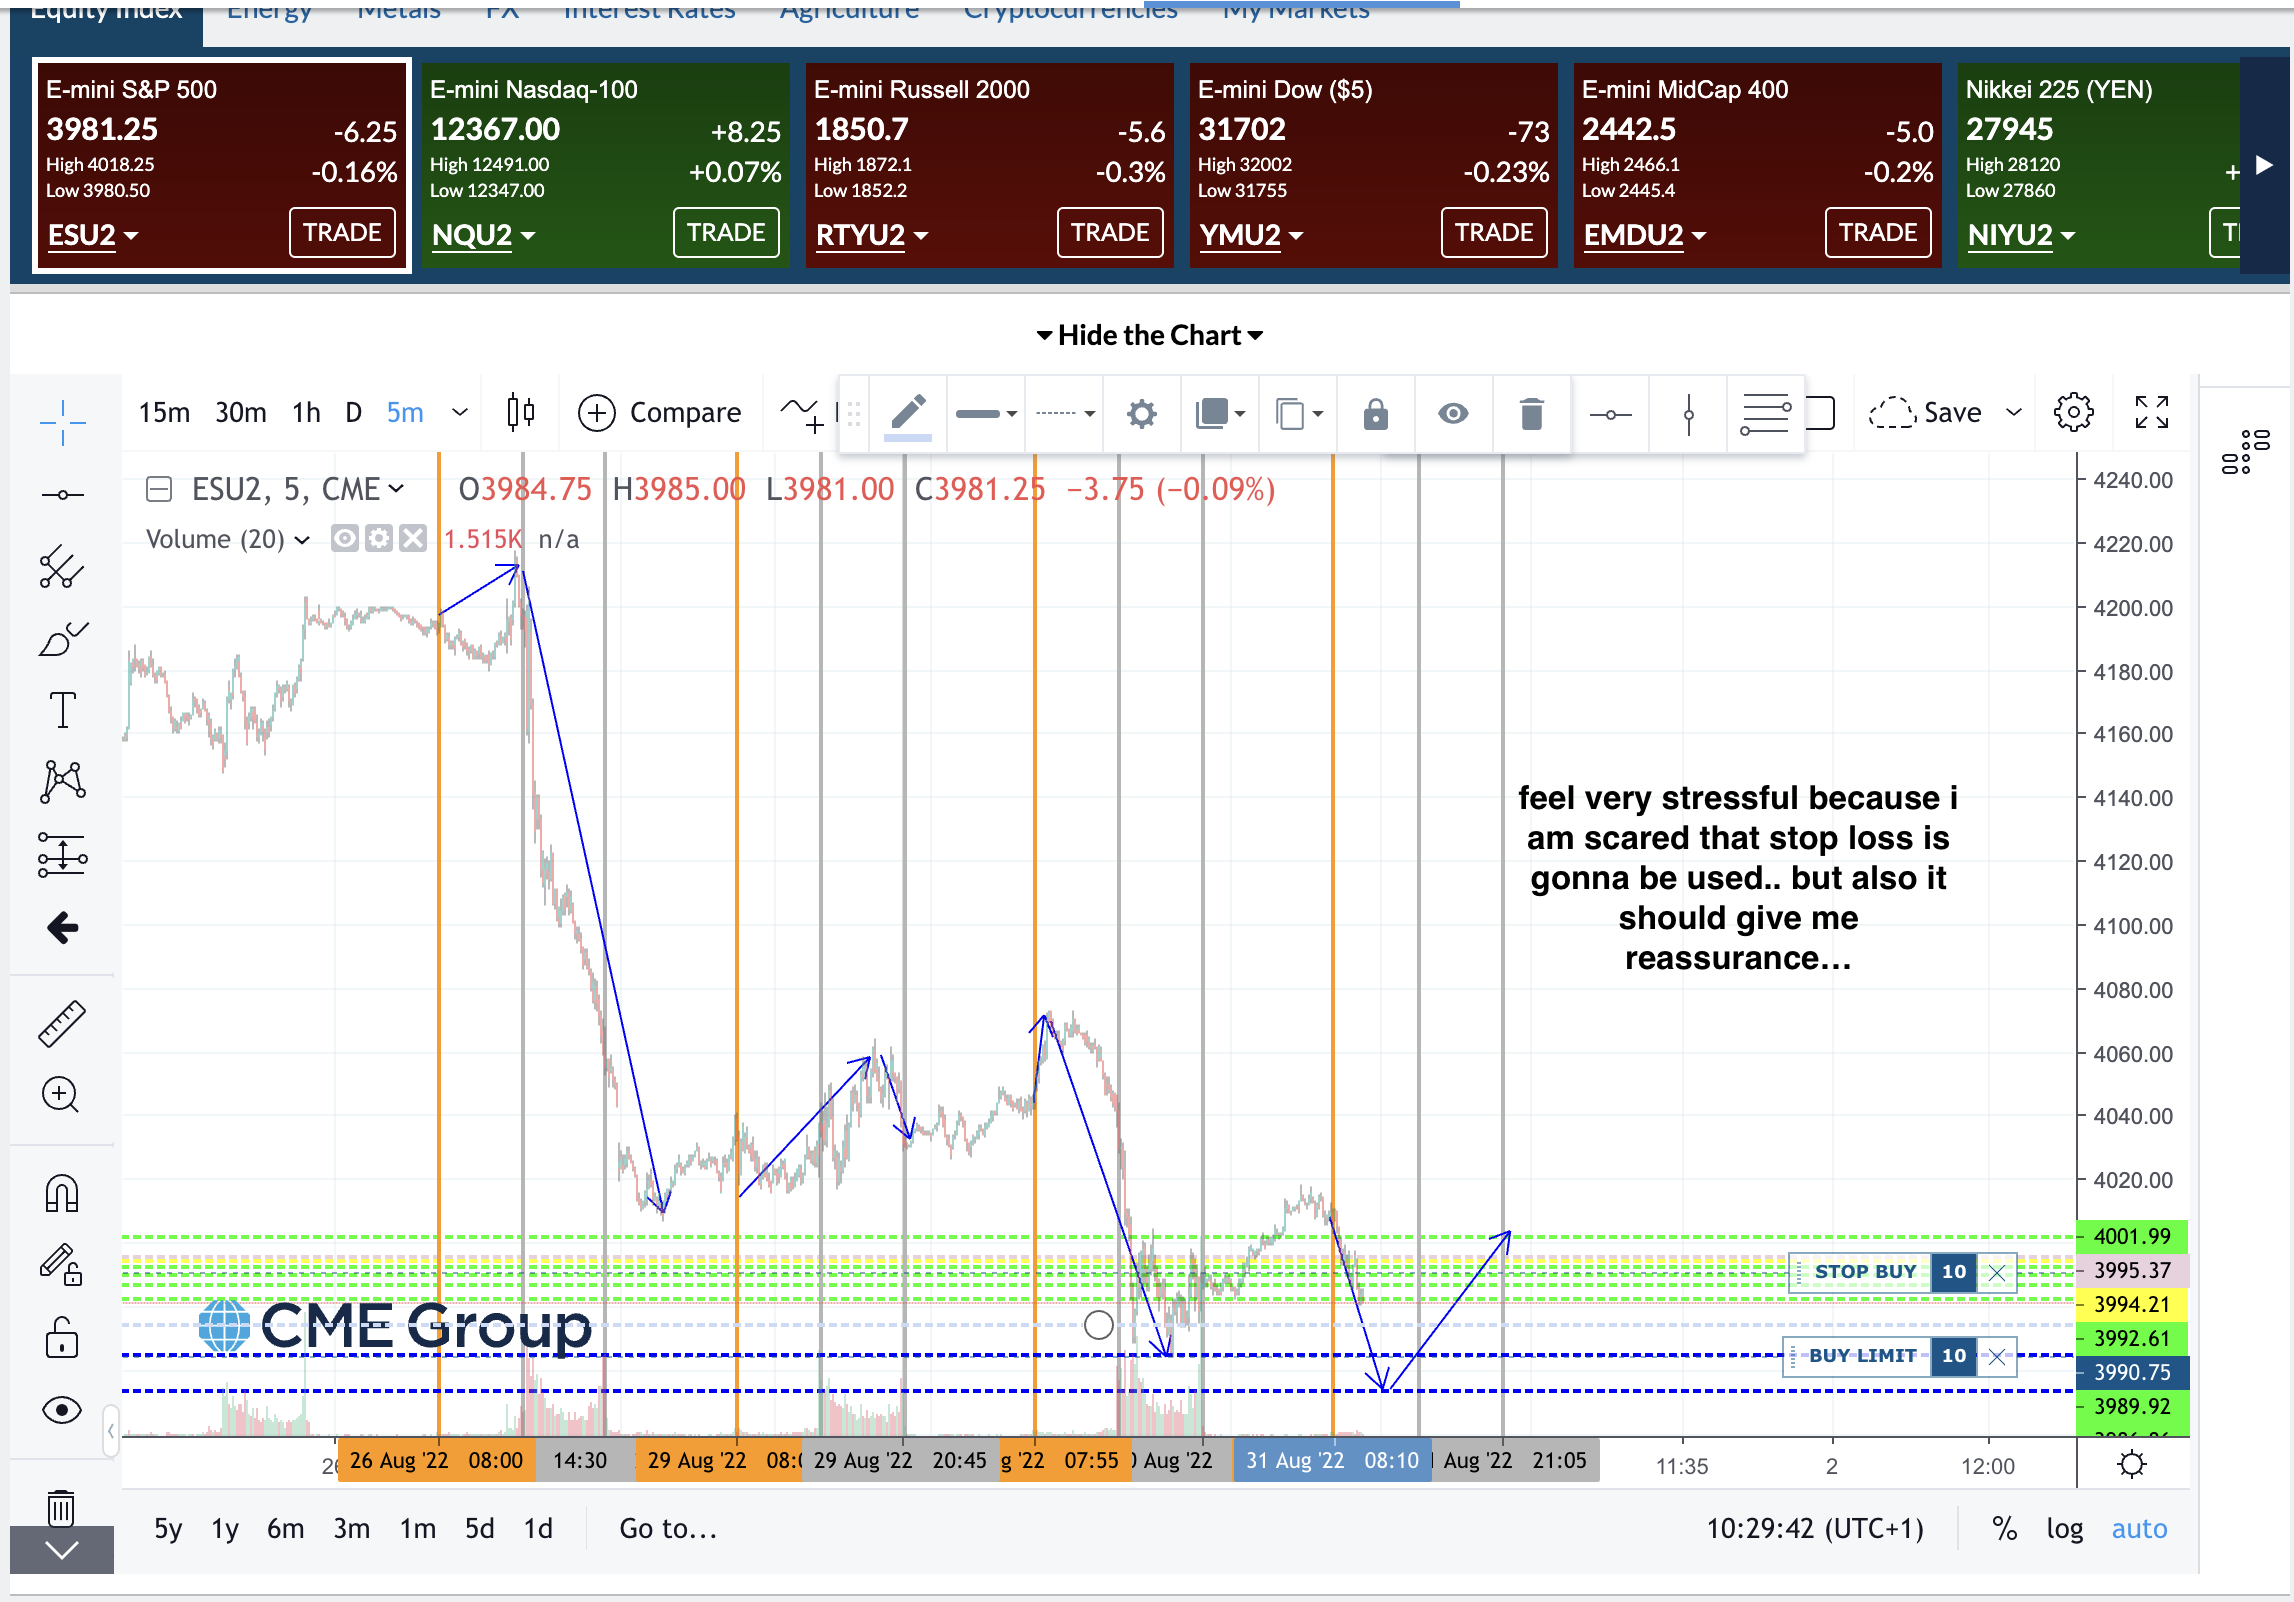 Equity Index Energy Metals FX Interest Rates Agriculture Cryptocurrencies My Markets
E-mini S&P 500
3981.25 -6.25
High 4018.25 -0.16%
Low 3980.50
ESU2 TRADE
E-mini Nasdaq-100
12367.00 +8.25
High 12491.00 +0.07%
Low 12347.00
NQU2 TRADE
E-mini Russell 2000
1850.7 -5.6
High 1872.1 -0.3%
Low 1852.2
RTYU2 TRADE
E-mini Dow ($5)
31702 -73
High 32002 -0.23%
Low 31755
YMU2 TRADE
E-mini MidCap 400
2442.5 -5.0
High 2466.1 -0.2%
Low 2445.4
EMDU2 TRADE
Nikkei 225 (YEN)
27945
High 28120 +
Low 27860
NIYU2
Hide the Chart
15m 30m 1h D 5m Compare Save
ESU2, 5, CME O3984.75 H3985.00 L3981.00 C3981.25 −3.75 (−0.09%)
Volume (20) 1.515K n/a
4240.00
4220.00
4200.00
4180.00
4160.00
4140.00
4120.00
4100.00
4080.00
4060.00
4040.00
4020.00
feel very stressful because i
am scared that stop loss is
gonna be used.. but also it
should give me
reassurance...
4001.99
3995.37
3994.21
3992.61
3990.75
3989.92
STOP BUY 10
BUY LIMIT 10
CME Group
26 Aug '22 08:00 14:30 29 Aug '22 08:0 29 Aug '22 20:45 g '22 07:55 Aug '22 31 Aug '22 08:10 Aug '22 21:05 11:35 2 12:00
5y 1y 6m 3m 1m 5d 1d Go to... 10:29:42 (UTC+1) % log auto